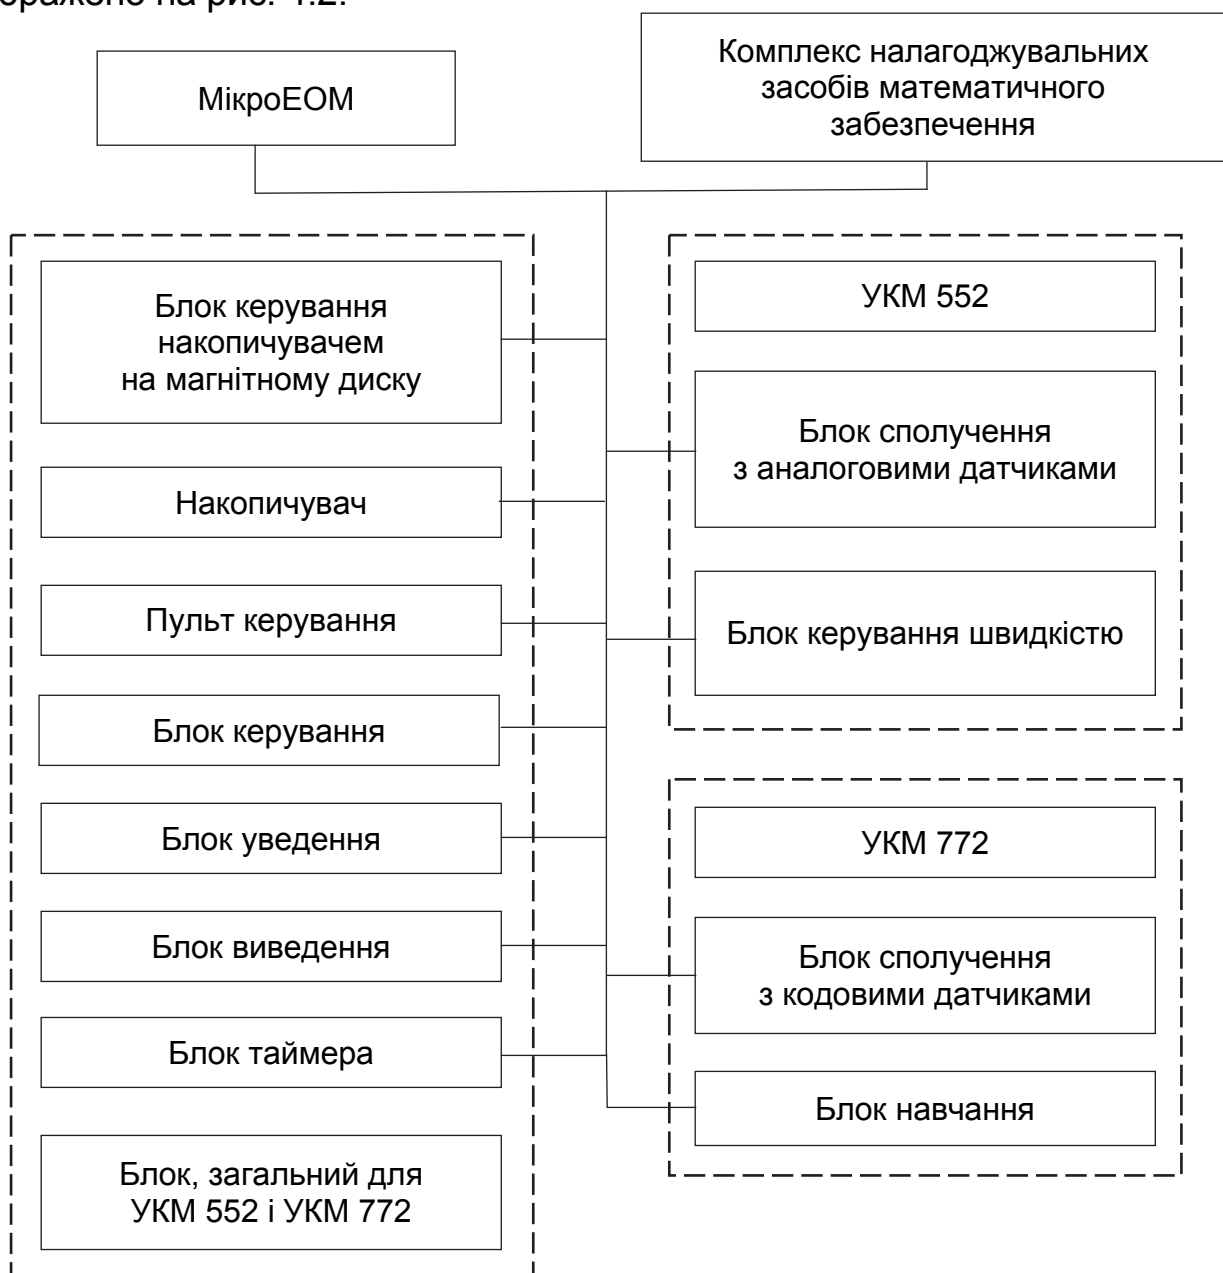 бражено на рис. 4.2.
МікроЕОМ
Комплекс налагоджувальних
засобів математичного
забезпечення
Блок керування
накопичувачем
на магнітному диску
Накопичувач
Пульт керування
Блок керування
Блок уведення
Блок виведення
Блок таймера
Блок, загальний для
УКМ 552 і УКМ 772
УКМ 552
Блок сполучення
з аналоговими датчиками
Блок керування швидкістю
УКМ 772
Блок сполучення
з кодовими датчиками
Блок навчання